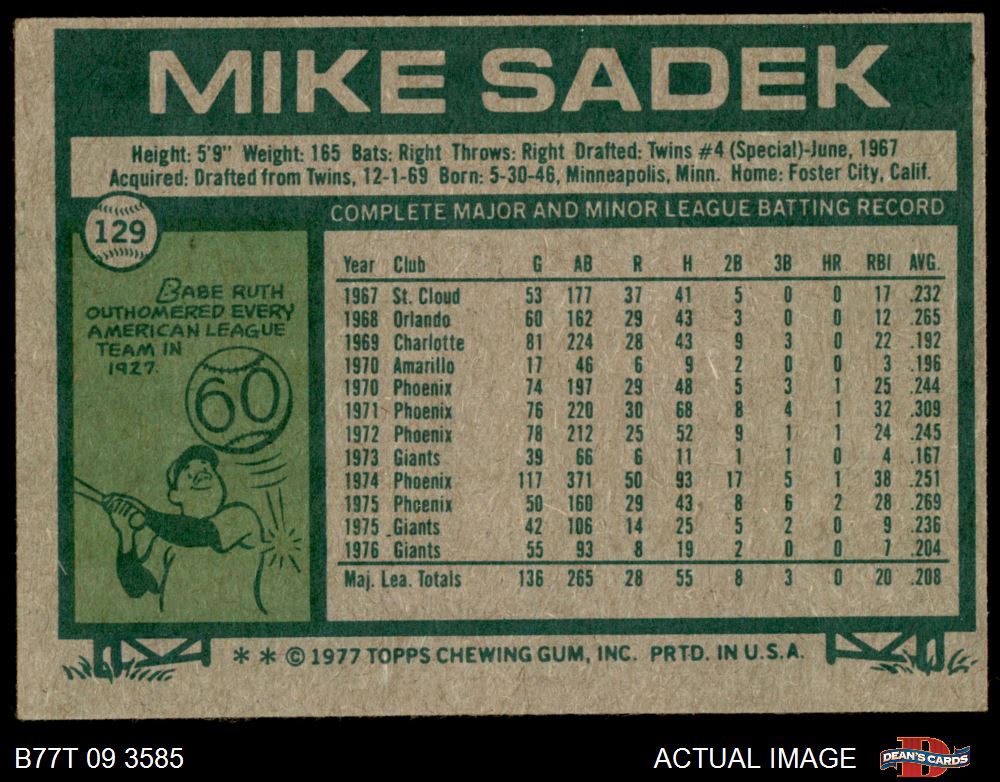 MIKE SADEK
Height: 5'9" Weight: 165 Bats: Right Throws: Right Drafted: Twins #4 (Special)-June, 1967
Acquired: Drafted from Twins, 12-1-69 Born: 5-30-46, Minneapolis, Minn. Home: Foster City, Calif.
129
BABE RUTH
OUTHOMERED EVERY
AMERICAN LEAGUE
TEAM IN
1927.
60
COMPLETE MAJOR AND MINOR LEAGUE BATTING RECORD
Year Club G AB R H 2B 3B HR RBI AVG.
1967 St. Cloud 53 177 37 41 5 0 0 17 .232
1968 Orlando 60 162 29 43 3 0 0 12 .265
1969 Charlotte 81 224 28 43 9 3 0 22 .192
1970 Amarillo 17 46 6 9 2 0 0 3 .196
1970 Phoenix 74 197 29 48 5 3 1 25 .244
1971 Phoenix 76 220 30 68 8 4 1 32 .309
1972 Phoenix 78 212 25 52 9 1 1 24 .245
1973 Giants 39 66 6 11 1 1 0 4 .167
1974 Phoenix 117 371 50 93 17 5 1 38 .251
1975 Phoenix 50 160 29 43 8 6 2 28 .269
1975 Giants 42 106 14 25 5 2 0 9 .236
1976 Giants 55 93 8 19 2 0 0 7 .204
Maj. Lea. Totals 136 265 28 55 8 3 0 20 .208
* * © 1977 TOPPS CHEWING GUM, INC. PRTD. IN U.S.A.
B77T 09 3585
ACTUAL IMAGE
DEAN'S CARDS